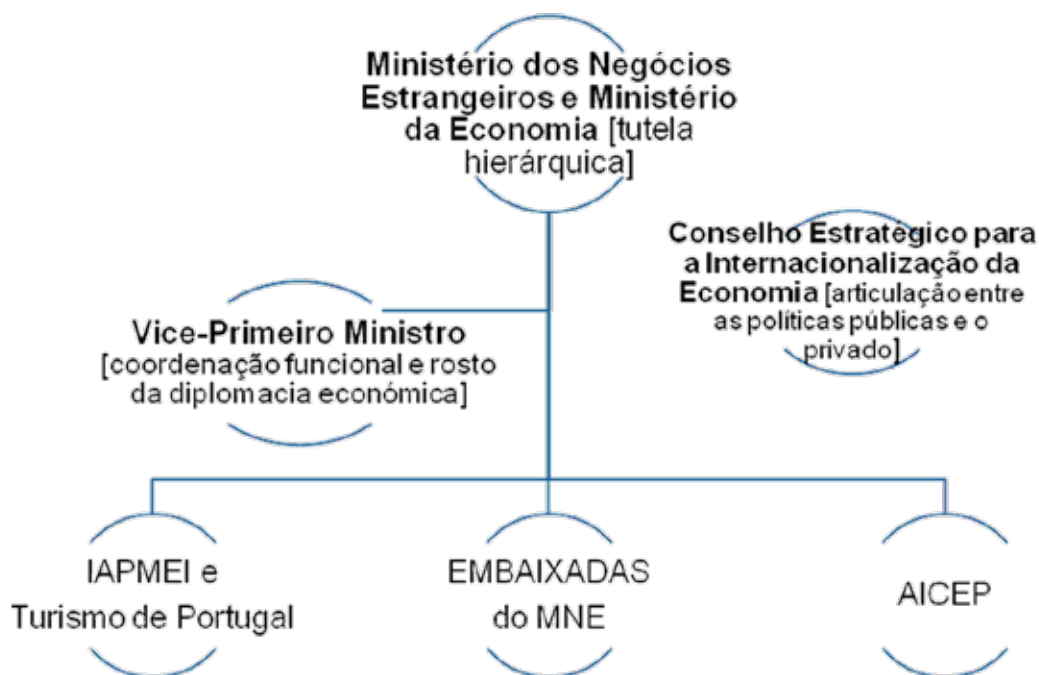 Ministério dos Negócios
Estrangeiros e Ministério
da Economia [tutela
hierárquica]
Conselho Estratégico para
a Internacionalização da
Economia [articulação entre
as políticas públicas e o
privado]
Vice-Primeiro Ministro
[coordenação funcional e rosto
da diplomacia económica]
IAPMEI e
Turismo de Portugal
EMBAIXADAS
do MNE
AICEP